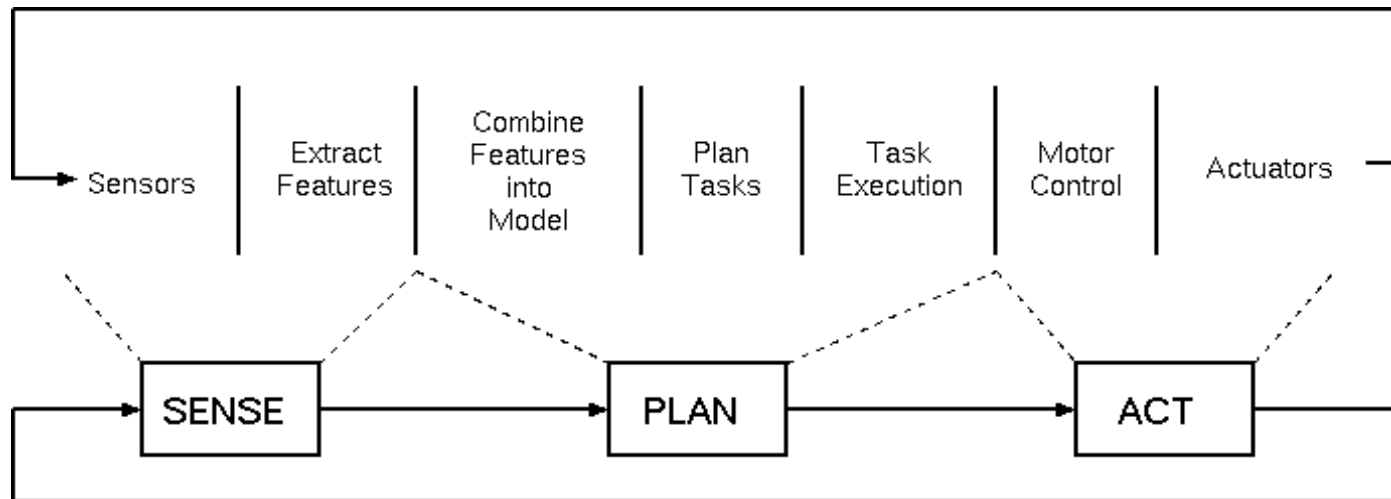 Sensors
Extract
Features
Combine
Features
into
Model
Plan
Tasks
Task
Execution
Motor
Control
Actuators
SENSE
PLAN
ACT